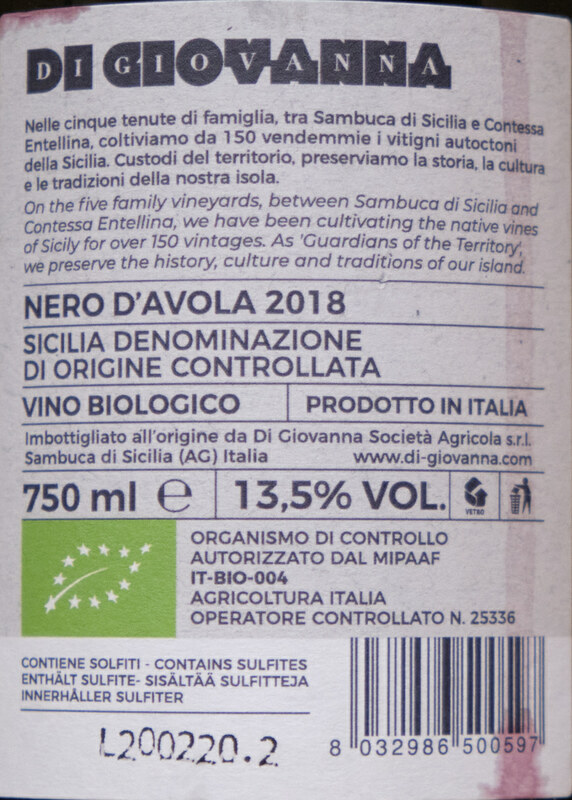 DI GIOVANNA
Nelle cinque tenute di famiglia, tra Sambuca di Sicilia e Contessa
Entellina, coltiviamo da 150 vendemmie i vitigni autoctoni
della Sicilia. Custodi del territorio, preserviamo la storia, la cultura
e le tradizioni della nostra isola.
On the five family vineyards, between Sambuca di Sicilia and
Contessa Entellina, we have been cultivating the native vines
of Sicily for over 150 vintages. As 'Guardians of the Territory',
we preserve the history, culture and traditions of our island.
NERO D'AVOLA 2018
SICILIA DENOMINAZIONE
DI ORIGINE CONTROLLATA
VINO BIOLOGICO PRODOTTO IN ITALIA
Imbottigliato all'origine da Di Giovanna Società Agricola s.r.l.
Sambuca di Sicilia (AG) Italia www.di-giovanna.com
750 ml e 13,5% VOL. VETRO
ORGANISMO DI CONTROLLO
AUTORIZZATO DAL MIPAAF
IT-BIO-004
AGRICOLTURA ITALIA
OPERATORE CONTROLLATO N. 25336
CONTIENE SOLFITI - CONTAINS SULFITES
ENTHÄLT SULFITE- SISÄLTÄÄ SULFITTEJA
INNERHÅLLER SULFITER
L200220.2
8 032986 500597